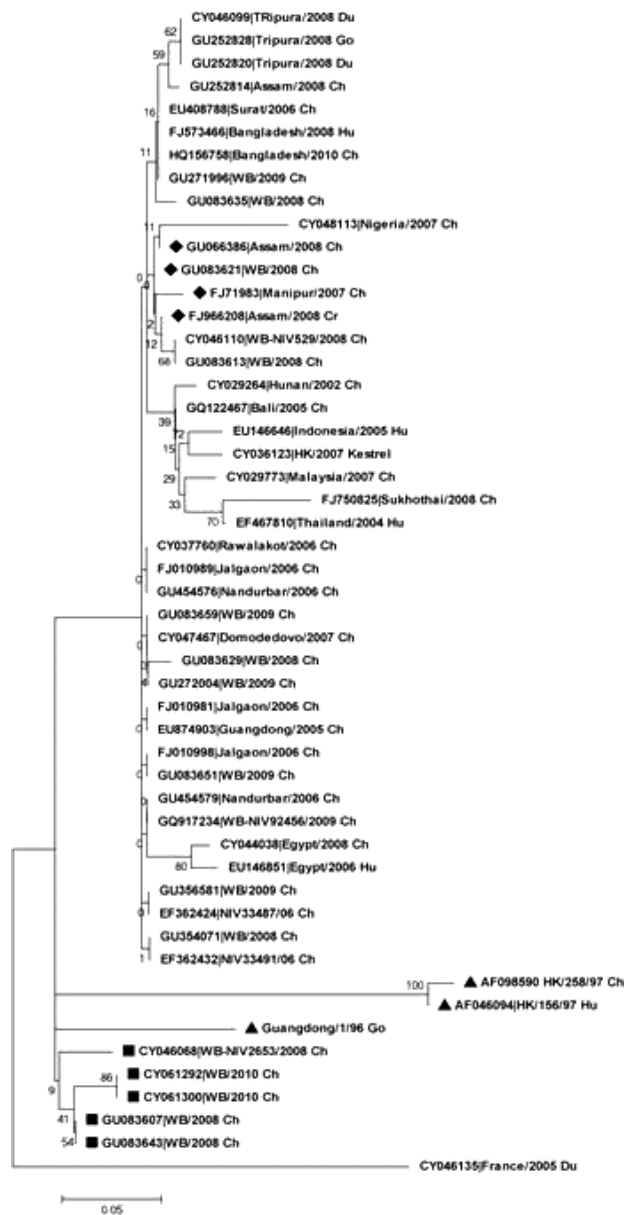 CY046099|TRipura/2008 Du
62
GU252828|Tripura/2008 Go
59
GU252820|Tripura/2008 Du
GU252814|Assam/2008 Ch
16
EU408788|Surat/2006 Ch
FJ573466|Bangladesh/2008 Hu
11
HQ156758|Bangladesh/2010 Ch
GU271996|WB/2009 Ch
GU083635|WB/2008 Ch
11
CY048113|Nigeria/2007 Ch
GU066386|Assam/2008 Ch
0
GU083621|WB/2008 Ch
FJ71983|Manipur/2007 Ch
2
FJ966208|Assam/2008 Cr
12
CY046110|WB-NIV529/2008 Ch
68
GU083613|WB/2008 Ch
CY029264|Hunan/2002 Ch
GQ122467|Bali/2005 Ch
39
EU146646|Indonesia/2005 Hu
15
CY036123|HK/2007 Kestrel
29
CY029773|Malaysia/2007 Ch
33
FJ750825|Sukhothai/2008 Ch
70
EF467810|Thailand/2004 Hu
CY037760|Rawalakot/2006 Ch
0
FJ010989|Jalgaon/2006 Ch
GU454576|Nandurbar/2006 Ch
GU083659|WB/2009 Ch
0
CY047467|Domodedovo/2007 Ch
GU083629|WB/2008 Ch
GU272004|WB/2009 Ch
FJ010981|Jalgaon/2006 Ch
0
EU874903|Guangdong/2005 Ch
FJ010998|Jalgaon/2006 Ch
0
GU083651|WB/2009 Ch
GU454579|Nandurbar/2006 Ch
0
GQ917234|WB-NIV92456/2009 Ch
0
CY044038|Egypt/2008 Ch
80
EU146851|Egypt/2006 Hu
GU356581|WB/2009 Ch
0
EF362424|NIV33487/06 Ch
GU354071|WB/2008 Ch
1
EF362432|NIV33491/06 Ch
100
AF098590 HK/258/97 Ch
AF046094|HK/156/97 Hu
Guangdong/1/96 Go
CY046068|WB-NIV2653/2008 Ch
86
CY061292|WB/2010 Ch
9
CY061300|WB/2010 Ch
41
GU083607|WB/2008 Ch
54
GU083643|WB/2008 Ch
CY046135|France/2005 Du
0.05